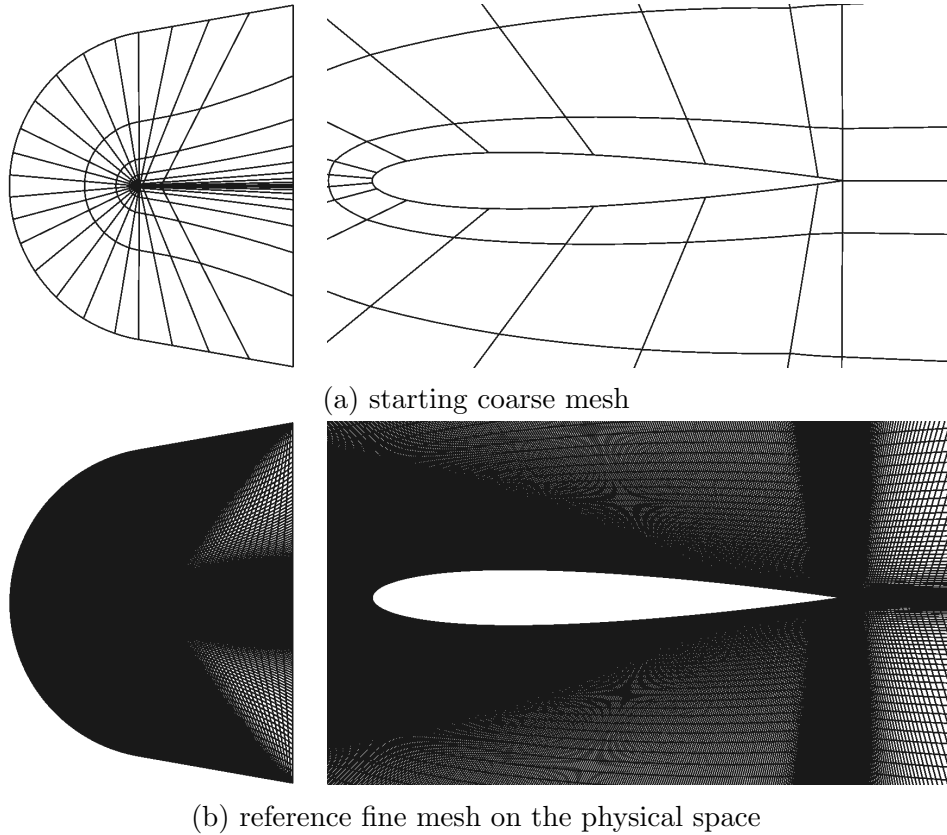 (a) starting coarse mesh
(b) reference fine mesh on the physical space